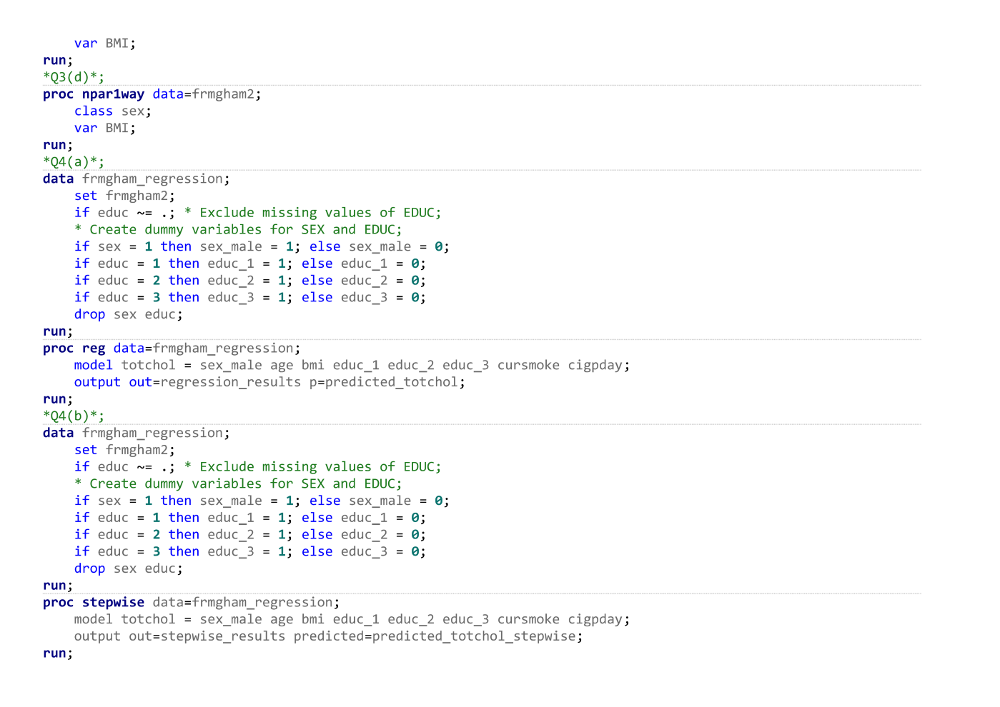 var BMI;
run;
*Q3(d)*;
proc npar1way data=frmgham2;
class sex;
var BMI;
run;
*Q4(a)*;
data frmgham_regression;
set frmgham2;
if educ ~= .; * Exclude missing values of EDUC;
* Create dummy variables for SEX and EDUC;
if sex = 1 then sex_male = 1; else sex_male = 0;
if educ = 1 then educ_1 = 1; else educ_1 = 0;
if educ = 2 then educ_2 = 1; else educ_2 = 0;
if educ = 3 then educ_3 = 1; else educ_3 = 0;
drop sex educ;
run;
proc reg data=frmgham_regression;
model totchol = sex_male age bmi educ_1 educ_2 educ_3 cursmoke cigpday;
output out=regression_results p=predicted_totchol;
run;
*Q4(b)*;
data frmgham_regression;
set frmgham2;
if educ ~= .; * Exclude missing values of EDUC;
* Create dummy variables for SEX and EDUC;
if sex = 1 then sex_male = 1; else sex_male = 0;
if educ = 1 then educ_1 = 1; else educ_1 = 0;
if educ = 2 then educ_2 = 1; else educ_2 = 0;
if educ = 3 then educ_3 = 1; else educ_3 = 0;
drop sex educ;
run;
proc stepwise data=frmgham_regression;
model totchol = sex_male age bmi educ_1 educ_2 educ_3 cursmoke cigpday;
output out=stepwise_results predicted=predicted_totchol_stepwise;
run;